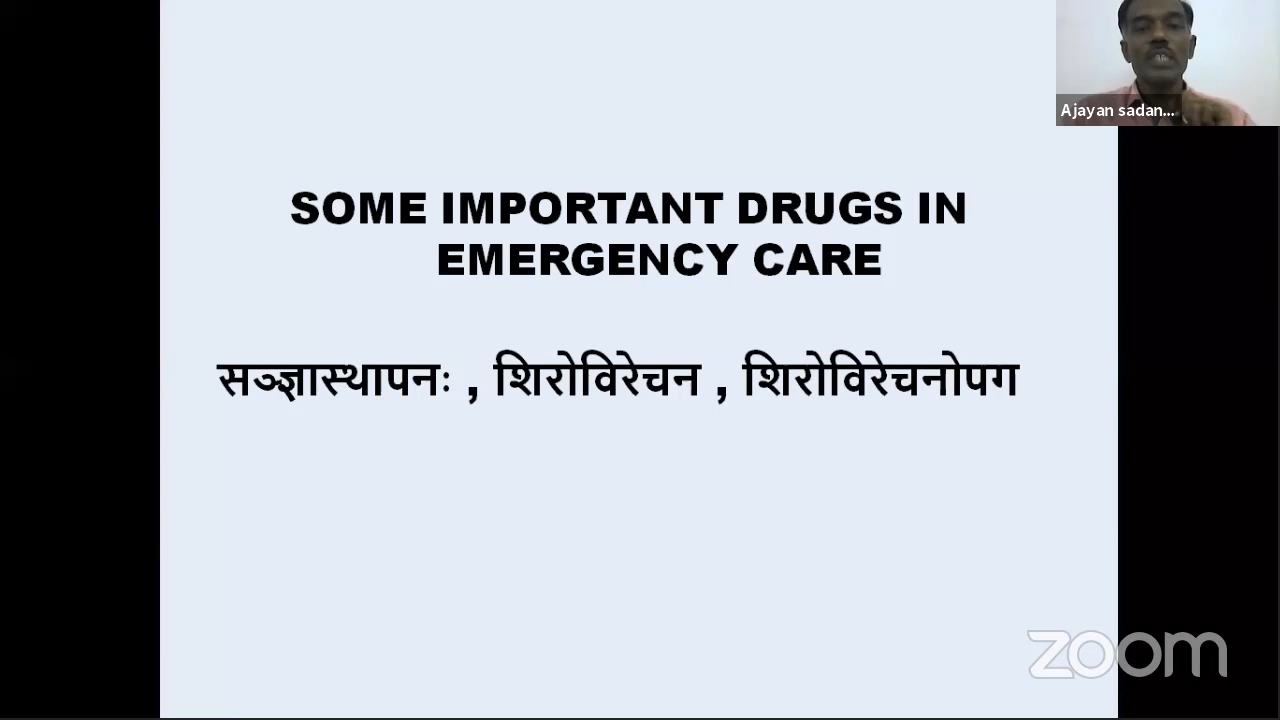 Ajayan sadan...
SOME IMPORTANT DRUGS IN
EMERGENCY CARE
सञ्ज्ञास्थापनः , शिरोविरेचन , शिरोविरेचनोपग
zoom